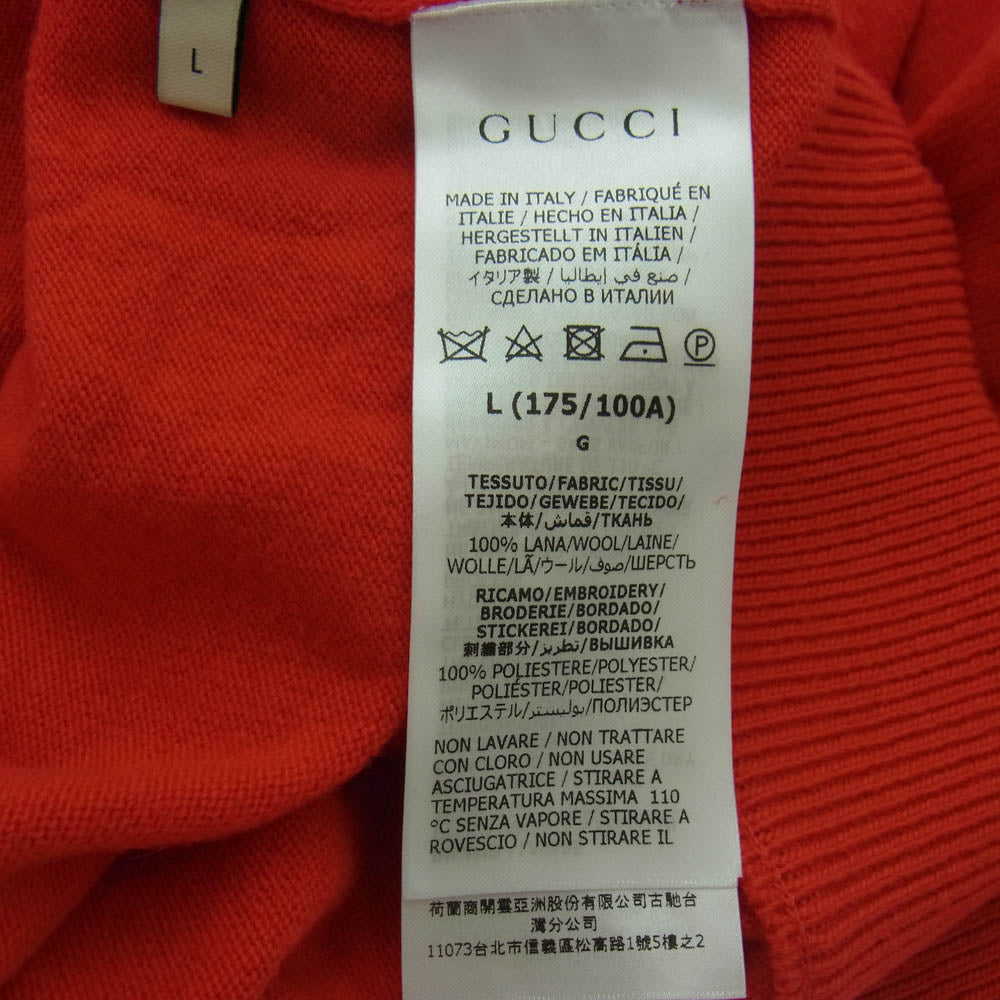 L
GUCCI
MADE IN ITALY / FABRIQUÉ EN
ITALIE / HECHO EN ITALIA /
HERGESTELLT IN ITALIEN /
FABRICADO EM ITÁLIA /
イタリア製 / صنع في إيطاليا /
СДЕЛАНО В ИТАЛИИ
P
L (175/100A)
G
TESSUTO/FABRIC/TISSU/
TEJIDO/GEWEBE/TECIDO/
本体/قماش/ТКАНЬ
100% LANA/WOOL/LAINE/
WOLLE/LÃ/ウール/صوف/ШЕРСТЬ
RICAMO/EMBROIDERY/
BRODERIE/BORDADO/
STICKEREI/BORDADO/
刺繍部分/تطريز/ВЫШИВКА
100% POLIESTERE/POLYESTER/
POLIÉSTER/POLIESTER/
ポリエステル/بوليستر/ПОЛИЭСТЕР
NON LAVARE / NON TRATTARE
CON CLORO / NON USARE
ASCIUGATRICE / STIRARE A
TEMPERATURA MASSIMA 110
°C SENZA VAPORE / STIRARE A
ROVESCIO / NON STIRARE IL
荷蘭商開雲亞洲股份有限公司古馳台
灣分公司
11073台北市信義區松高路1號5樓之2